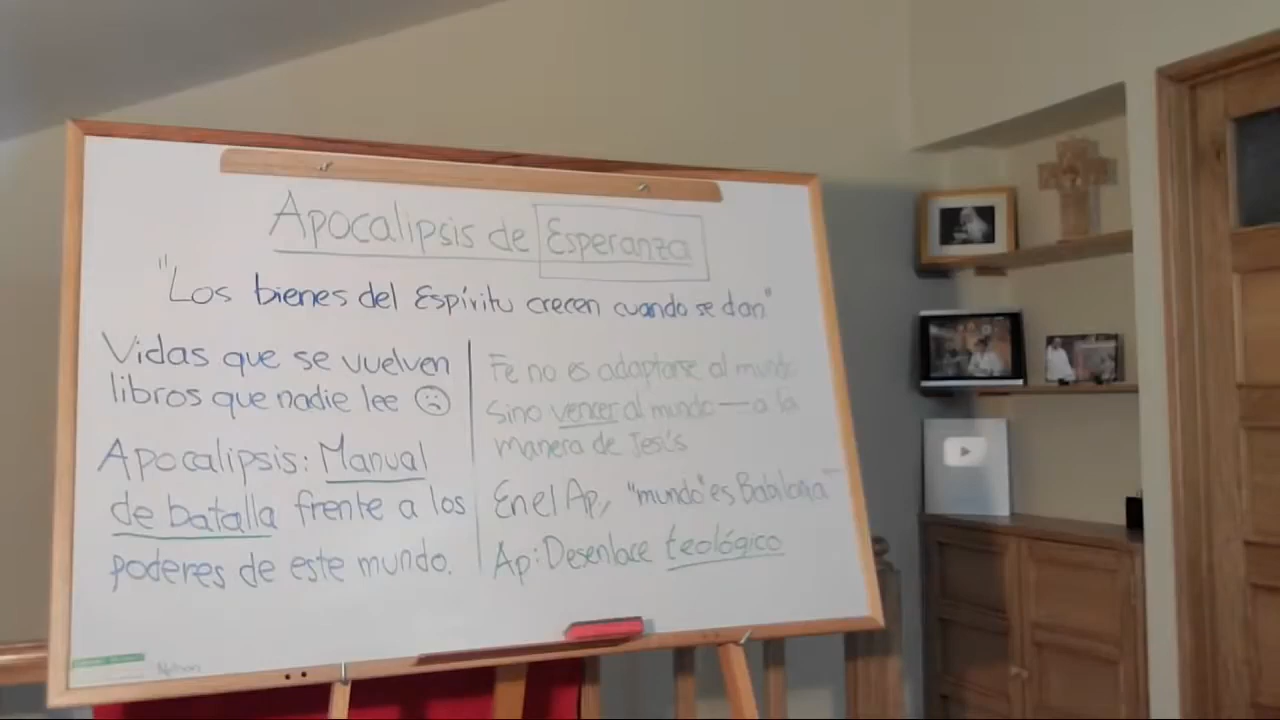 Apocalipsis de Esperanza
"Los bienes del Espíritu crecen cuando se dan"
Vidas que se vuelven
libros que nadie lee ☹
Apocalipsis: Manual
de batalla frente a los
poderes de este mundo.
Fe no es adaptarse al mundo
sino vencer al mundo — a la
manera de Jesús
En el Ap, "mundo" es Babilonia
Ap: Desenlace teológico